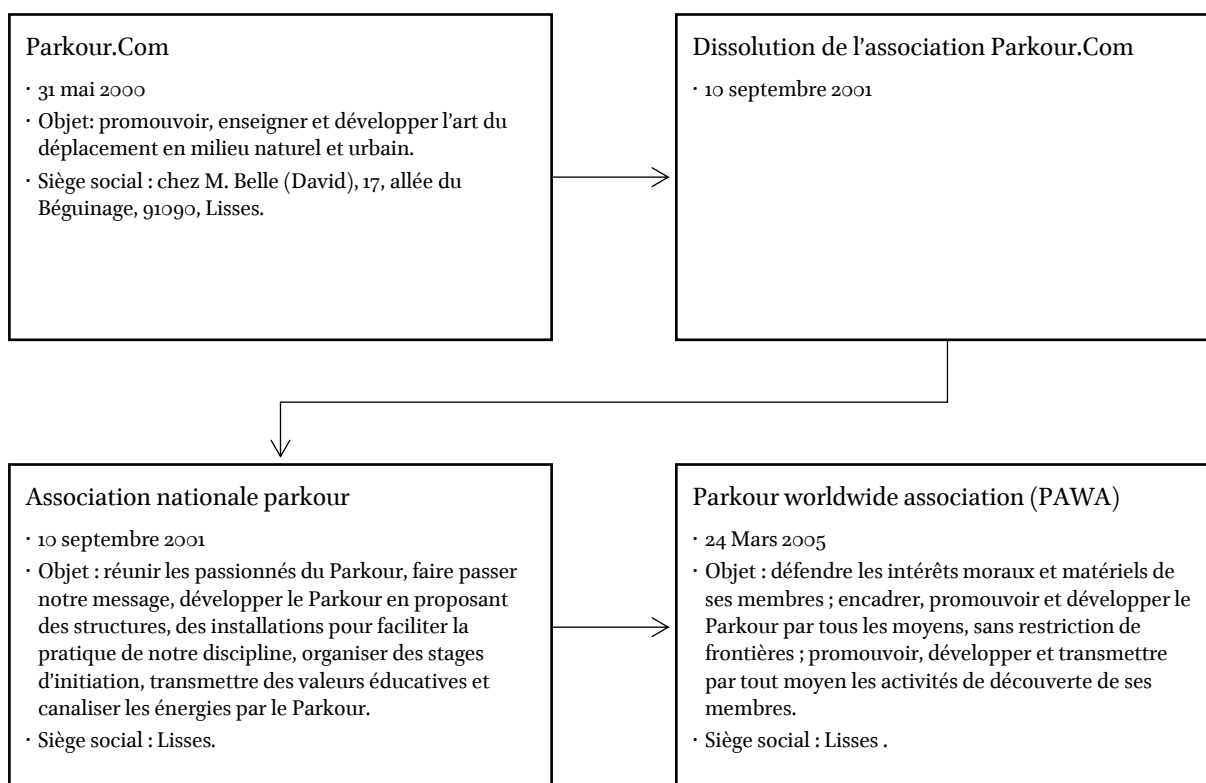 Parkour.Com
· 31 mai 2000
· Objet: promouvoir, enseigner et développer l'art du
déplacement en milieu naturel et urbain.
· Siège social : chez M. Belle (David), 17, allée du
Béguinage, 91090, Lisses.
Dissolution de l'association Parkour.Com
· 10 septembre 2001
Association nationale parkour
· 10 septembre 2001
· Objet : réunir les passionnés du Parkour, faire passer
notre message, développer le Parkour en proposant
des structures, des installations pour faciliter la
pratique de notre discipline, organiser des stages
d'initiation, transmettre des valeurs éducatives et
canaliser les énergies par le Parkour.
· Siège social : Lisses.
Parkour worldwide association (PAWA)
· 24 Mars 2005
· Objet : défendre les intérêts moraux et matériels de
ses membres ; encadrer, promouvoir et développer le
Parkour par tous les moyens, sans restriction de
frontières ; promouvoir, développer et transmettre
par tout moyen les activités de découverte de ses
membres.
· Siège social : Lisses .